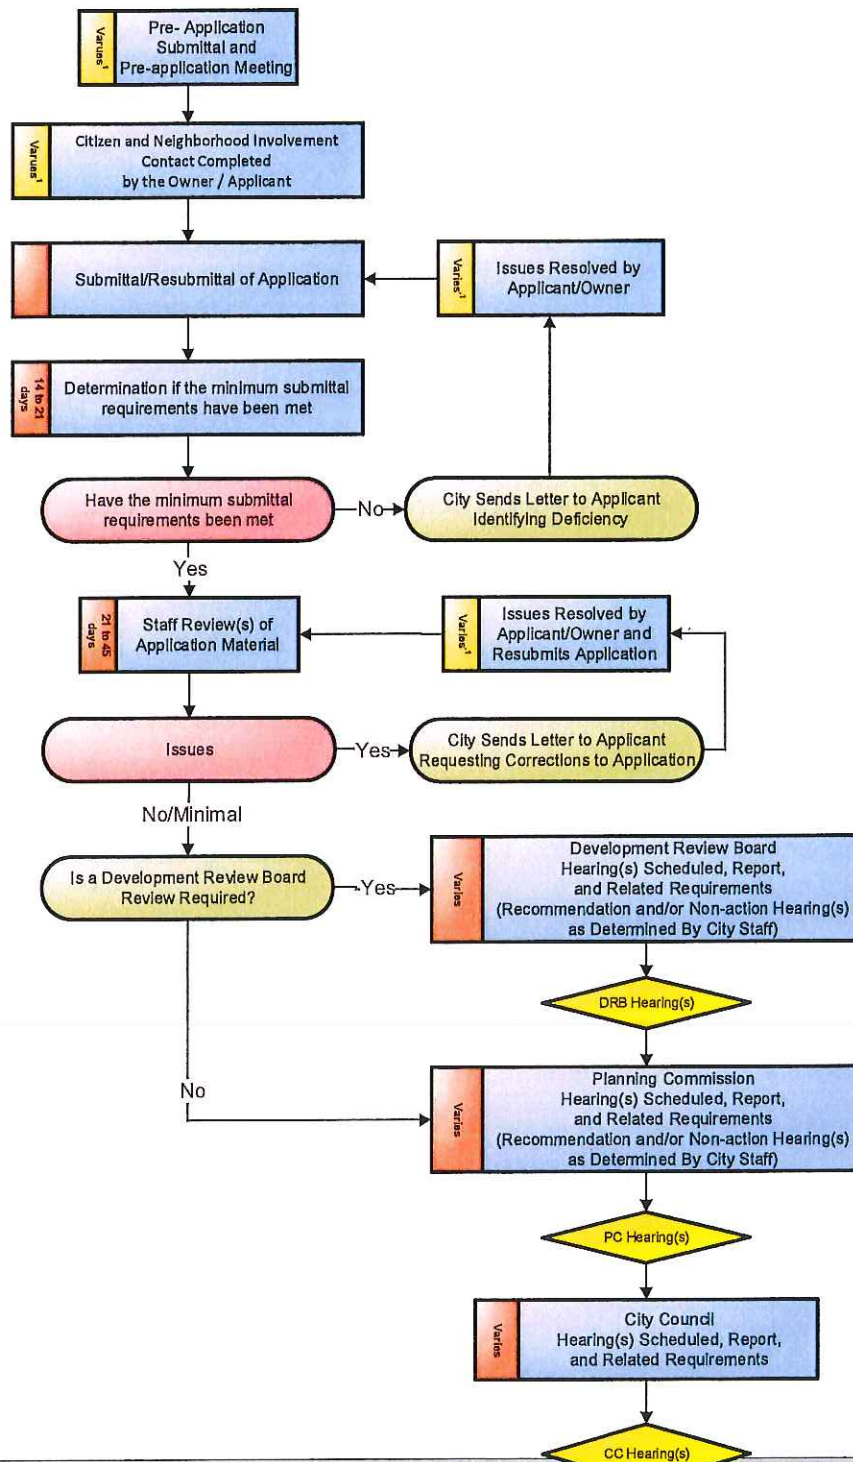 Varues¹
Pre- Application
Submittal and
Pre-application Meeting
Varues¹
Citizen and Neighborhood Involvement
Contact Completed
by the Owner / Applicant
Submittal/Resubmittal of Application
Varies.¹
Issues Resolved by
Applicant/Owner
14 to 21
days
Determination if the minimum submittal
requirements have been met
Have the minimum submittal
requirements been met
No
City Sends Letter to Applicant
Identifying Deficiency
Yes
21 to 45
days
Staff Review(s) of
Application Material
Varies.¹
Issues Resolved by
Applicant/Owner and
Resubmits Application
Issues
Yes
City Sends Letter to Applicant
Requesting Corrections to Application
No/Minimal
Is a Development Review Board
Review Required?
Yes
Varies
Development Review Board
Hearing(s) Scheduled, Report,
and Related Requirements
(Recommendation and/or Non-action Hearing(s)
as Determined By City Staff)
DRB Hearing(s)
No
Varies
Planning Commission
Hearing(s) Scheduled, Report,
and Related Requirements
(Recommendation and/or Non-action Hearing(s)
as Determined By City Staff)
PC Hearing(s)
Varies
City Council
Hearing(s) Scheduled, Report,
and Related Requirements
CC Hearing(s)